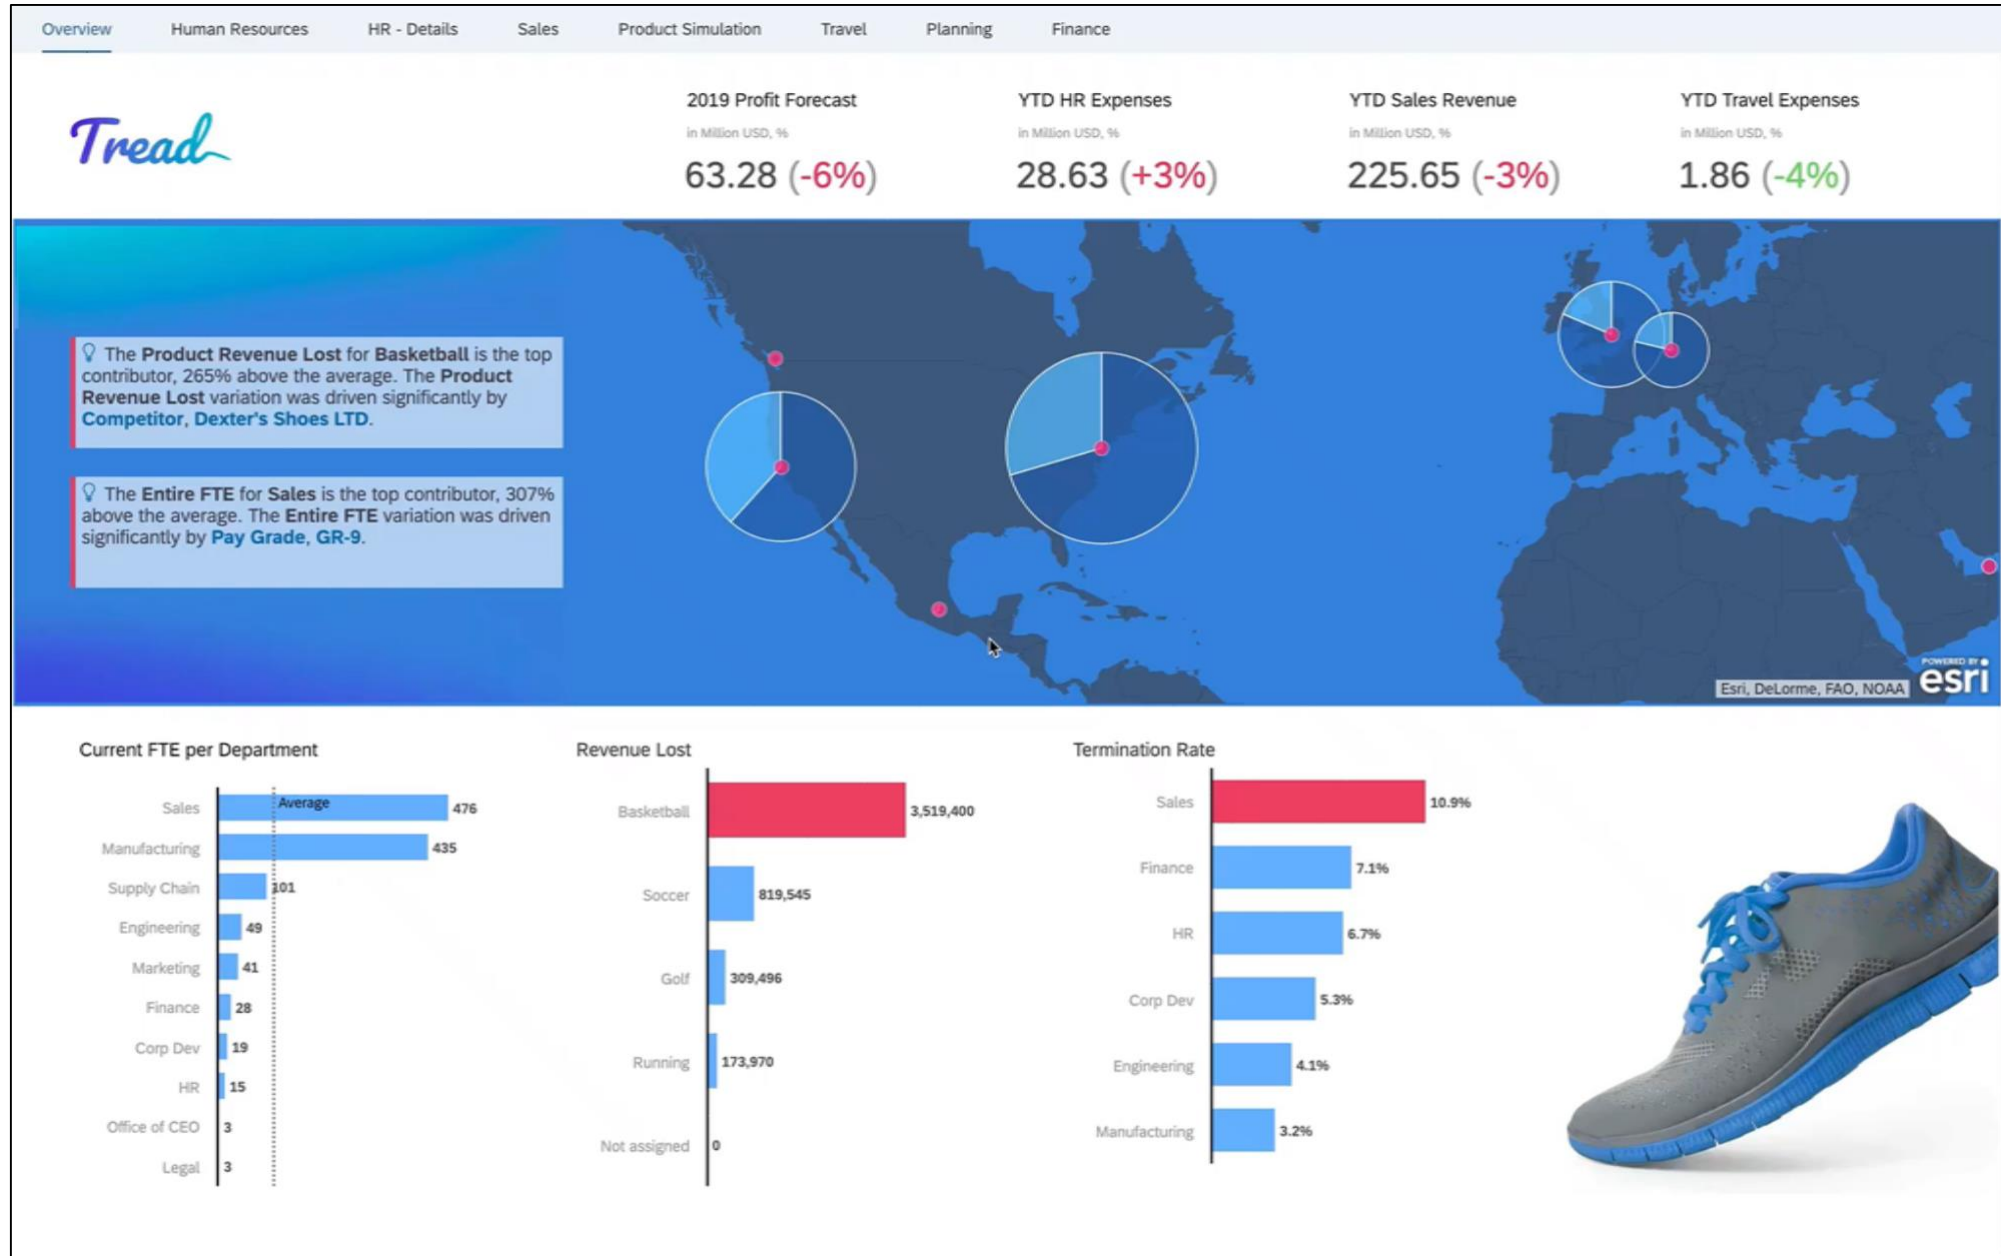 Overview Human Resources HR - Details Sales Product Simulation Travel Planning Finance
Tread
2019 Profit Forecast
in Million USD, %
63.28 (-6%)
YTD HR Expenses
in Million USD, %
28.63 (+3%)
YTD Sales Revenue
in Million USD, %
225.65 (-3%)
YTD Travel Expenses
in Million USD, %
1.86 (-4%)
The Product Revenue Lost for Basketball is the top
contributor, 265% above the average. The Product
Revenue Lost variation was driven significantly by
Competitor, Dexter's Shoes LTD.
The Entire FTE for Sales is the top contributor, 307%
above the average. The Entire FTE variation was driven
significantly by Pay Grade, GR-9.
POWERED BY
esri
Esri, DeLorme, FAO, NOAA
Current FTE per Department
Average
Sales 476
Manufacturing 435
Supply Chain 101
Engineering 49
Marketing 41
Finance 28
Corp Dev 19
HR 15
Office of CEO 3
Legal 3
Revenue Lost
Basketball 3,519,400
Soccer 819,545
Golf 309,496
Running 173,970
Not assigned 0
Termination Rate
Sales 10.9%
Finance 7.1%
HR 6.7%
Corp Dev 5.3%
Engineering 4.1%
Manufacturing 3.2%